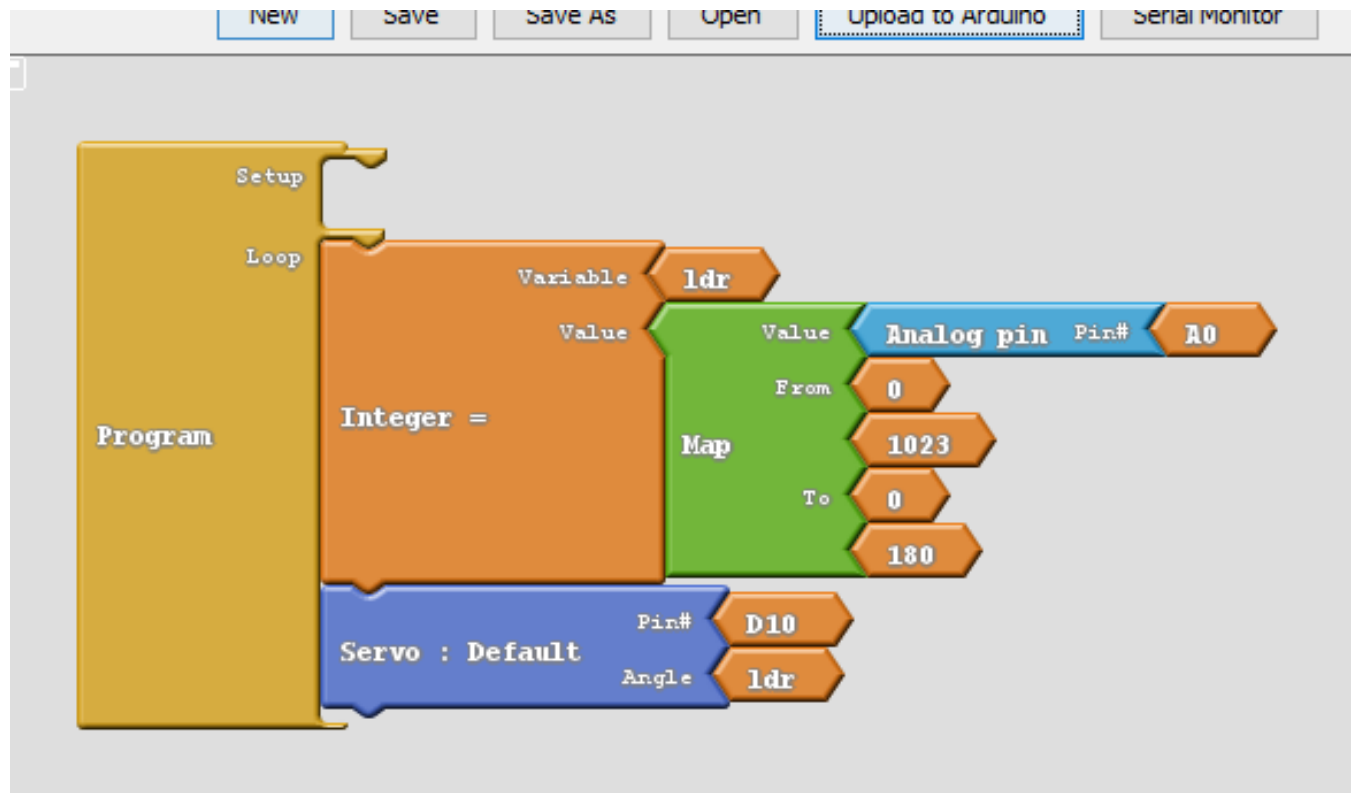 New Save Save As Open Upload to Arduino Serial Monitor
Setup
Loop
Variable ldr
Value Value Analog pin Pin# A0
From 0
Program Integer = Map 1023
To 0
180
Pin# D10
Servo : Default
Angle ldr